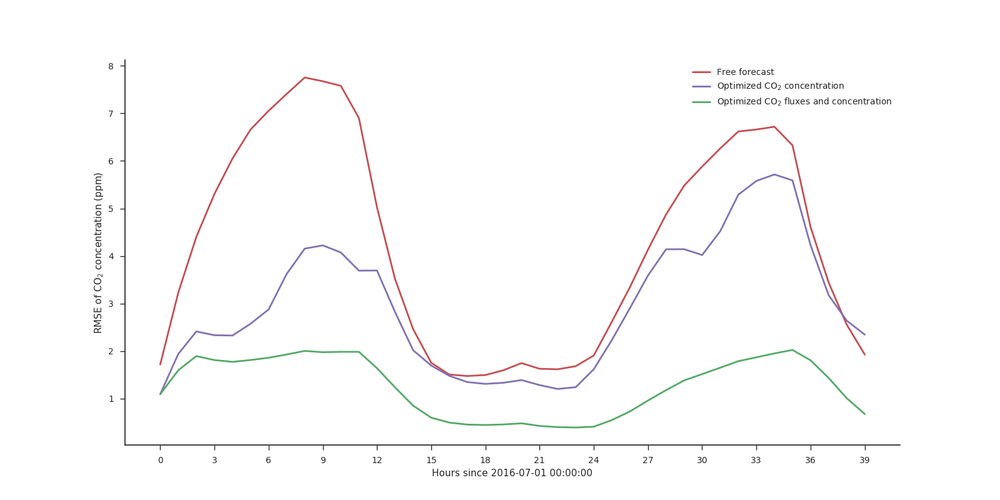 Free forecast
Optimized CO₂ concentration
Optimized CO₂ fluxes and concentration
RMSE of CO₂ concentration (ppm)
8
7
6
5
4
3
2
1
0 3 6 9 12 15 18 21 24 27 30 33 36 39
Hours since 2016-07-01 00:00:00